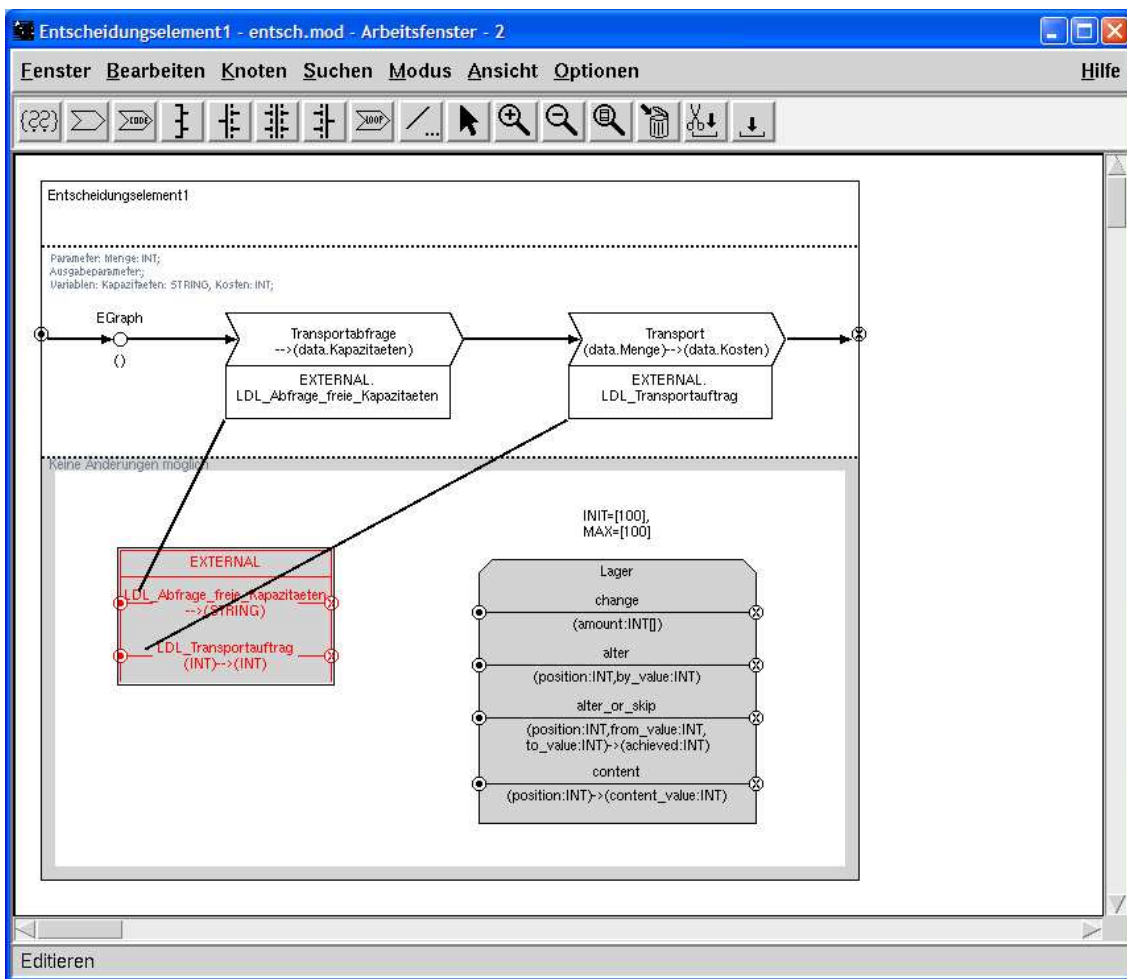 Entscheidungselement1 - entsch.mod - Arbeitsfenster - 2
Fenster Bearbeiten Knoten Suchen Modus Ansicht Optionen Hilfe
{??} CODE LOOP ...
Entscheidungselement1
Parameter: Menge: INT;
Ausgabeparameter:;
Variablen: Kapazitaeten: STRING, Kosten: INT;
EGraph
()
Transportabfrage
-->(data.Kapazitaeten)
EXTERNAL.
LDL_Abfrage_freie_Kapazitaeten
Transport
(data.Menge)-->(data.Kosten)
EXTERNAL.
LDL_Transportauftrag
Keine Änderungen möglich
EXTERNAL
LDL_Abfrage_freie_Kapazitaeten
-->(STRING)
LDL_Transportauftrag
(INT)-->(INT)
INIT=[100],
MAX=[100]
Lager
change
(amount:INT[])
alter
(position:INT,by_value:INT)
alter_or_skip
(position:INT,from_value:INT,
to_value:INT)->(achieved:INT)
content
(position:INT)->(content_value:INT)
Editieren